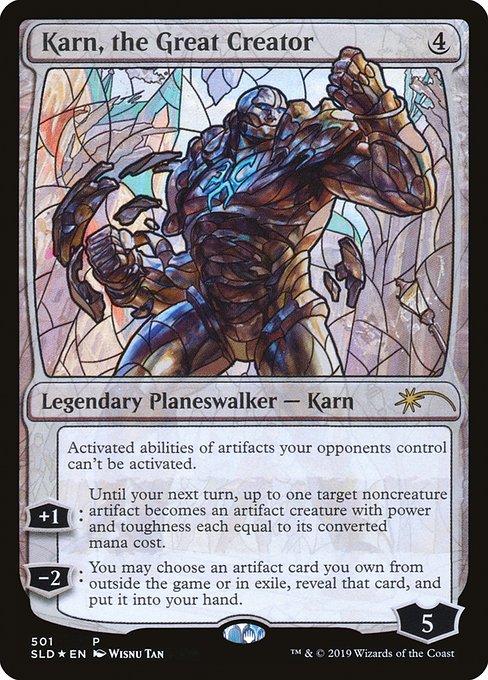 Karn, the Great Creator 4
Legendary Planeswalker — Karn
Activated abilities of artifacts your opponents control
can't be activated.
+1 : Until your next turn, up to one target noncreature
artifact becomes an artifact creature with power
and toughness each equal to its converted
mana cost.
-2 : You may choose an artifact card you own from
outside the game or in exile, reveal that card, and
put it into your hand.
5
501 P
SLD ★ EN Wisnu Tan
™ & © 2019 Wizards of the Coast